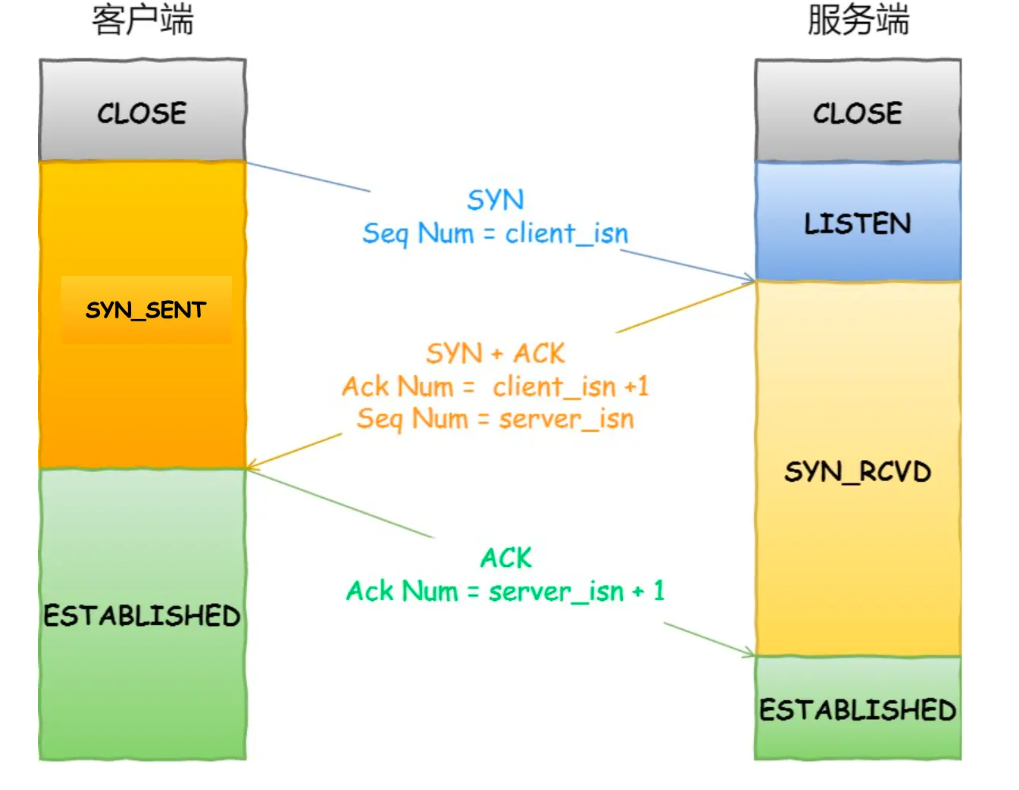 客户端
服务端
CLOSE
CLOSE
SYN
Seq Num = client_isn
LISTEN
SYN_SENT
SYN + ACK
Ack Num = client_isn +1
Seq Num = server_isn
SYN_RCVD
ACK
Ack Num = server_isn + 1
ESTABLISHED
ESTABLISHED